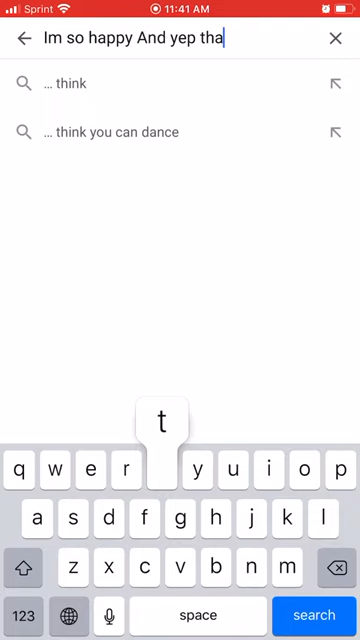 Sprint 11:41 AM
Im so happy And yep tha
... think
... think you can dance
t
q w e r y u i o p
a s d f g h j k l
z x c v b n m
123 space search